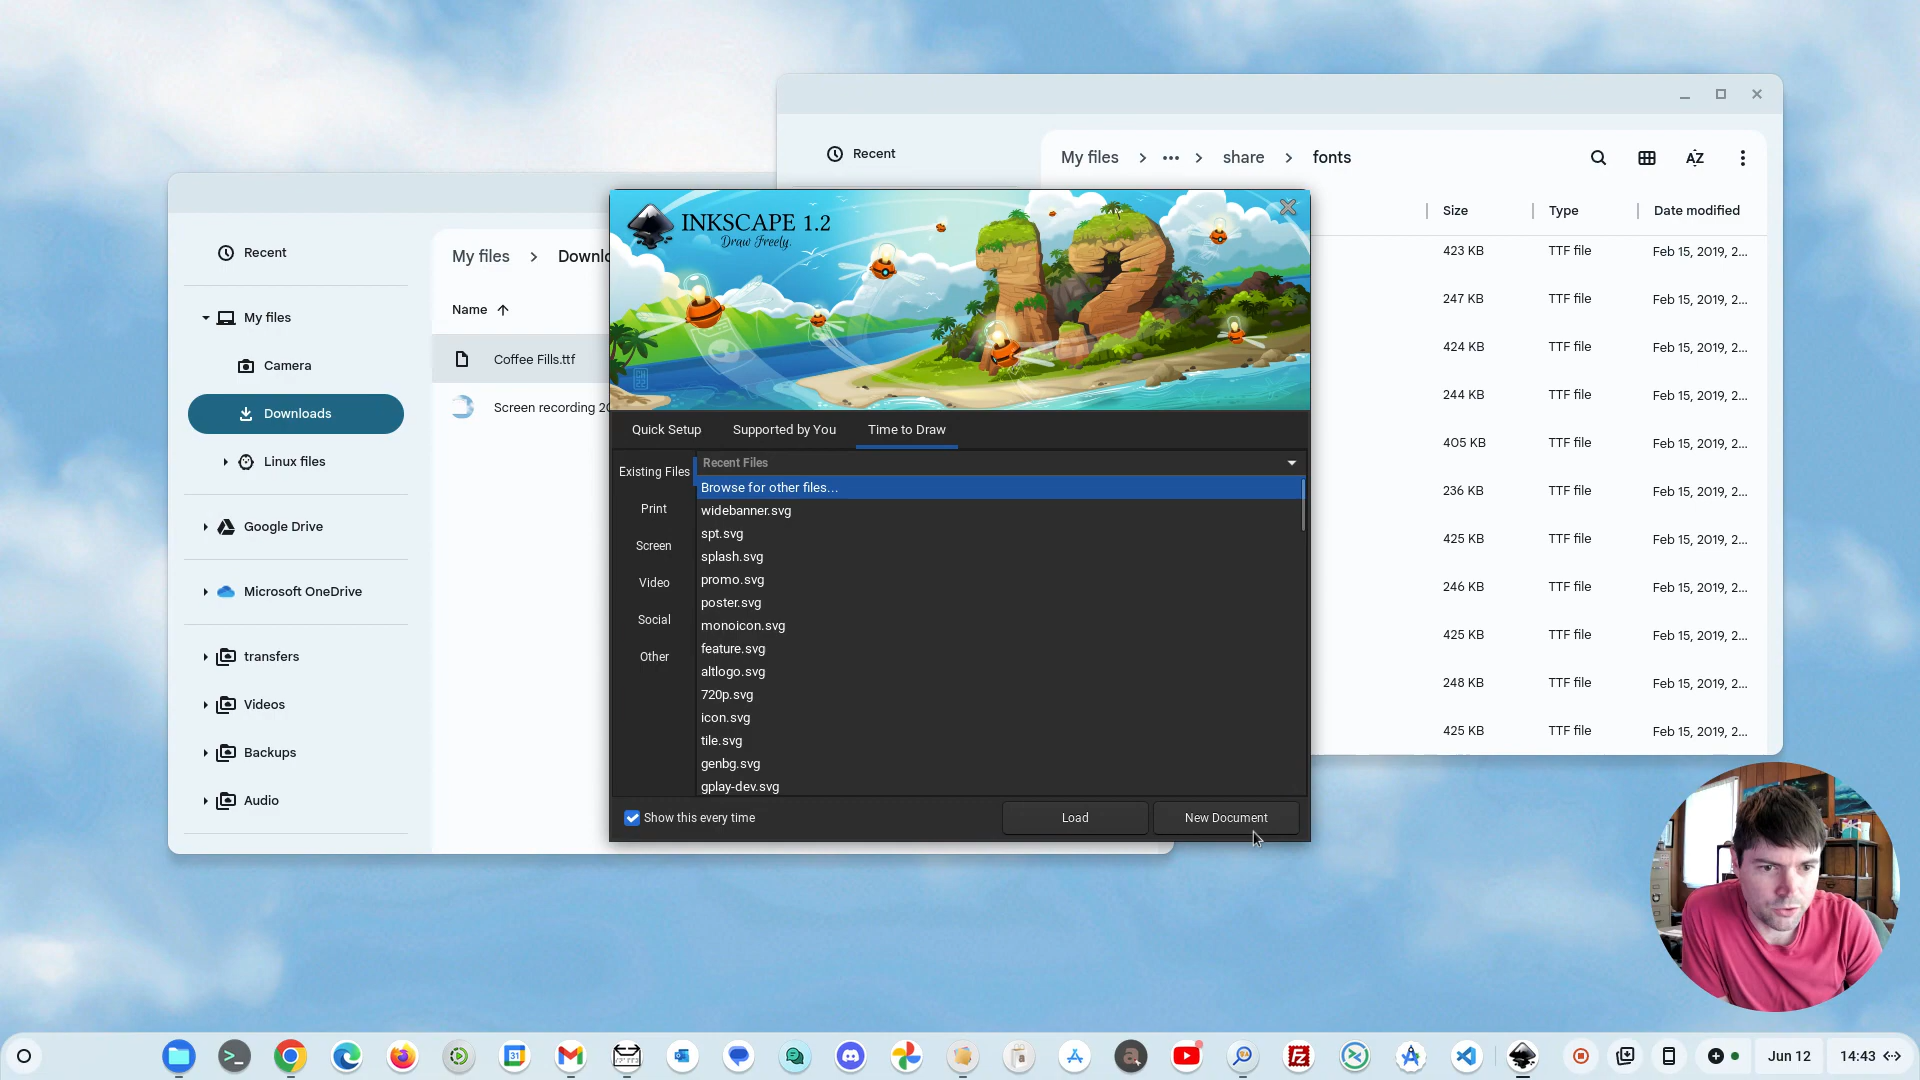 Recent
My files
•••
share
fonts
Size
Type
Date modified
423 KB
TTF file
Feb 15, 2019, 2...
247 KB
TTF file
Feb 15, 2019, 2...
424 KB
TTF file
Feb 15, 2019, 2...
244 KB
TTF file
Feb 15, 2019, 2...
405 KB
TTF file
Feb 15, 2019, 2...
236 KB
TTF file
Feb 15, 2019, 2...
425 KB
TTF file
Feb 15, 2019, 2...
246 KB
TTF file
Feb 15, 2019, 2...
425 KB
TTF file
Feb 15, 2019, 2...
248 KB
TTF file
Feb 15, 2019, 2...
425 KB
TTF file
Feb 15, 2019, 2...
Recent
My files
Camera
Downloads
Linux files
Google Drive
Microsoft OneDrive
transfers
Videos
Backups
Audio
My files
Downlo
Name
Coffee Fills.ttf
Screen recording 20
INKSCAPE 1.2
Draw Freely.
Quick Setup
Supported by You
Time to Draw
Existing Files
Print
Screen
Video
Social
Other
Recent Files
Browse for other files...
widebanner.svg
spt.svg
splash.svg
promo.svg
poster.svg
monoicon.svg
feature.svg
altlogo.svg
720p.svg
icon.svg
tile.svg
genbg.svg
gplay-dev.svg
Show this every time
Load
New Document
31
a
Jun 12
14:43